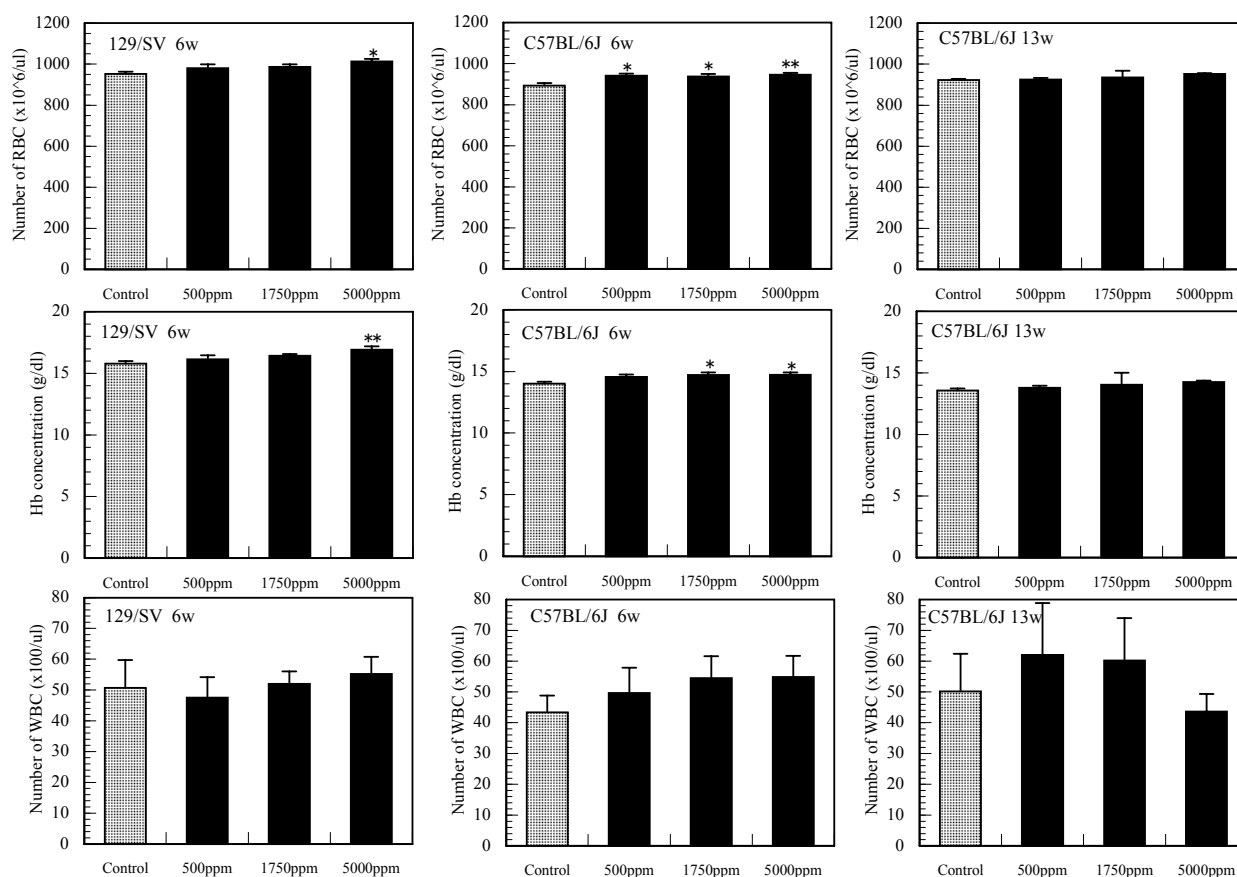 129/SV 6w
Number of RBC (x10^6/ul)
1200
1000
800
600
400
200
0
*
Control 500ppm 1750ppm 5000ppm
C57BL/6J 6w
Number of RBC (x10^6/ul)
1200
1000
800
600
400
200
0
* * **
Control 500ppm 1750ppm 5000ppm
C57BL/6J 13w
Number of RBC (x10^6/ul)
1200
1000
800
600
400
200
0
Control 500ppm 1750ppm 5000ppm
129/SV 6w
Hb concentration (g/dl)
20
15
10
5
0
**
Control 500ppm 1750ppm 5000ppm
C57BL/6J 6w
Hb concentration (g/dl)
20
15
10
5
0
* *
Control 500ppm 1750ppm 5000ppm
C57BL/6J 13w
Hb concentration (g/dl)
20
15
10
5
0
Control 500ppm 1750ppm 5000ppm
129/SV 6w
Number of WBC (x100/ul)
80
70
60
50
40
30
20
10
0
Control 500ppm 1750ppm 5000ppm
C57BL/6J 6w
Number of WBC (x100/ul)
80
70
60
50
40
30
20
10
0
Control 500ppm 1750ppm 5000ppm
C57BL/6J 13w
Number of WBC (x100/ul)
80
70
60
50
40
30
20
10
0
Control 500ppm 1750ppm 5000ppm